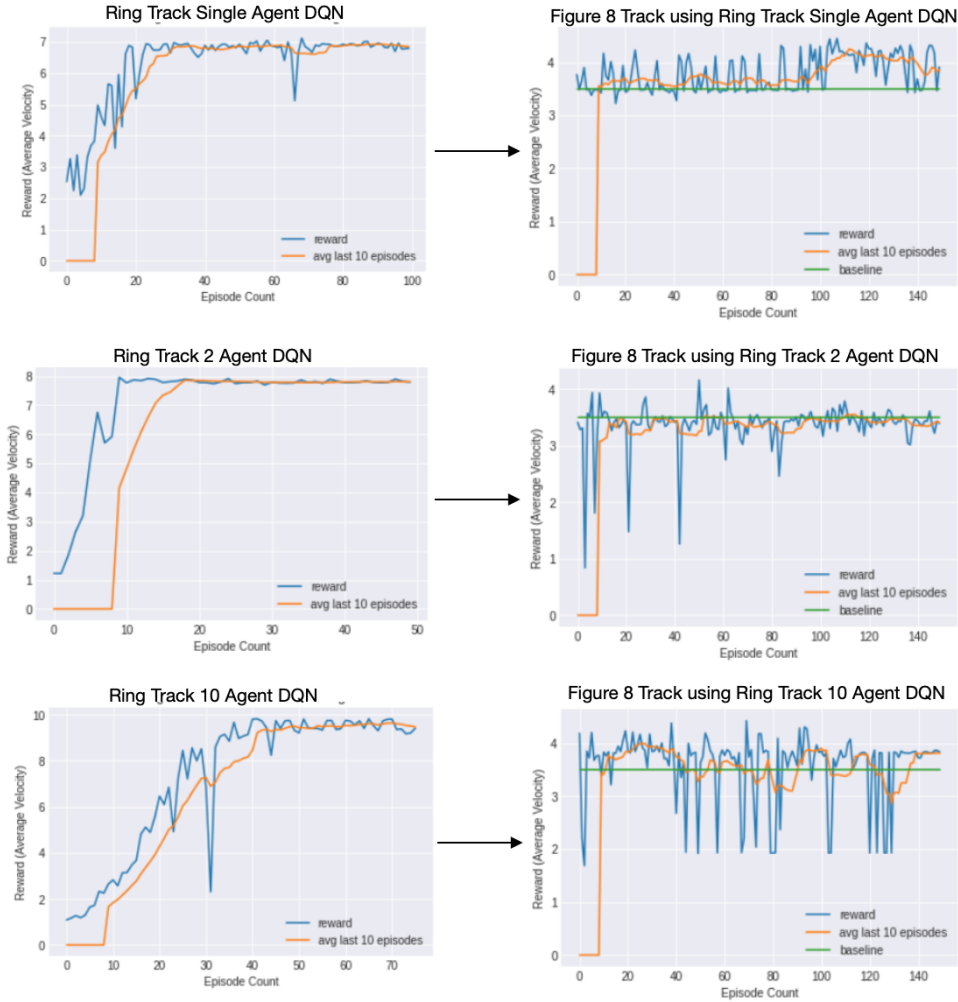 Ring Track Single Agent DQN
7
6
5
4
3
2
1
0
Reward (Average Velocity)
reward
avg last 10 episodes
0 20 40 60 80 100
Episode Count
Figure 8 Track using Ring Track Single Agent DQN
4
3
2
1
0
Reward (Average Velocity)
reward
avg last 10 episodes
baseline
0 20 40 60 80 100 120 140
Episode Count
Ring Track 2 Agent DQN
8
7
6
5
4
3
2
1
0
Reward (Average Velocity)
reward
avg last 10 episodes
0 10 20 30 40 50
Episode Count
Figure 8 Track using Ring Track 2 Agent DQN
4
3
2
1
0
Reward (Average Velocity)
reward
avg last 10 episodes
baseline
0 20 40 60 80 100 120 140
Episode Count
Ring Track 10 Agent DQN
10
8
6
4
2
0
Reward (Average Velocity)
reward
avg last 10 episodes
0 10 20 30 40 50 60 70
Episode Count
Figure 8 Track using Ring Track 10 Agent DQN
4
3
2
1
0
Reward (Average Velocity)
reward
avg last 10 episodes
baseline
0 20 40 60 80 100 120 140
Episode Count